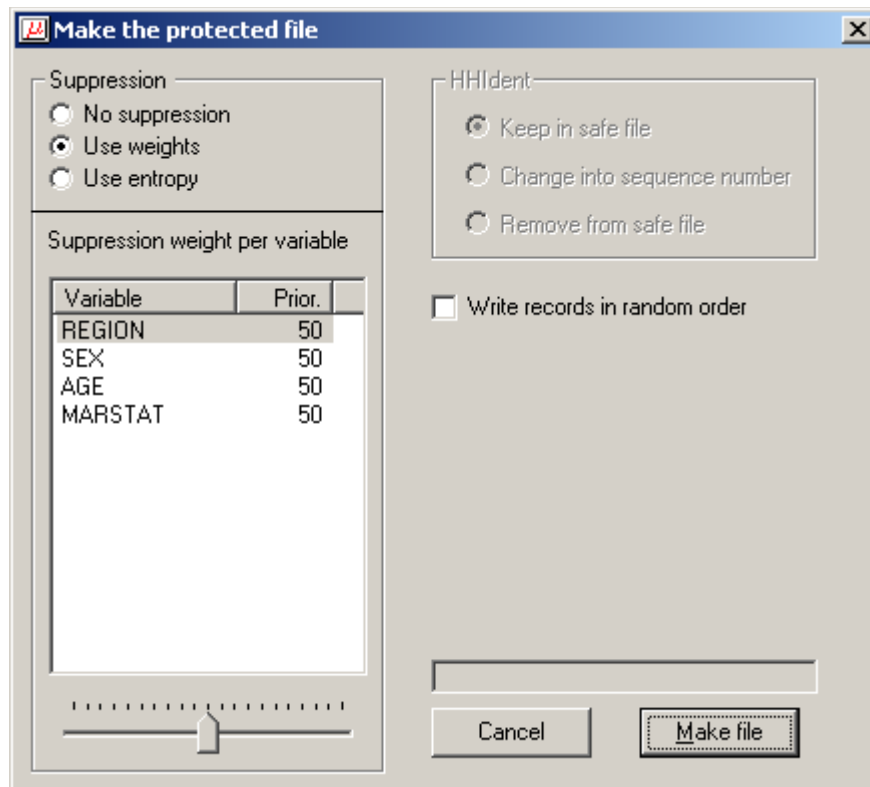 μ Make the protected file
Suppression
No suppression
Use weights
Use entropy
Suppression weight per variable
Variable Prior.
REGION 50
SEX 50
AGE 50
MARSTAT 50
HHIdent
Keep in safe file
Change into sequence number
Remove from safe file
Write records in random order
Cancel Make file